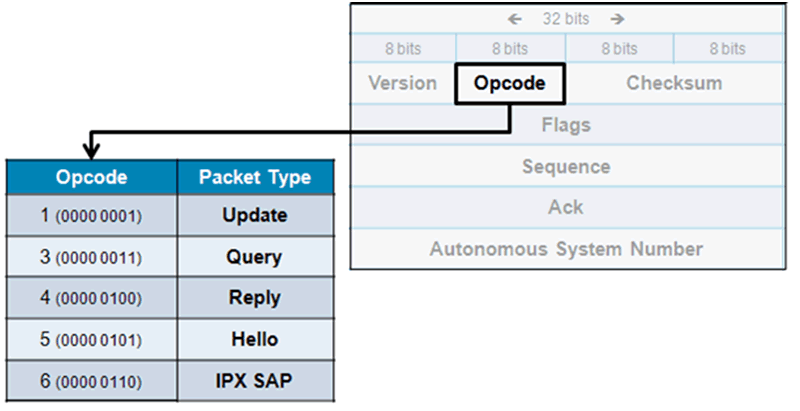 ← 32 bits →
8 bits 8 bits 8 bits 8 bits
Version Opcode Checksum
Flags
Sequence
Ack
Autonomous System Number
Opcode Packet Type
1 (0000 0001) Update
3 (0000 0011) Query
4 (0000 0100) Reply
5 (0000 0101) Hello
6 (0000 0110) IPX SAP